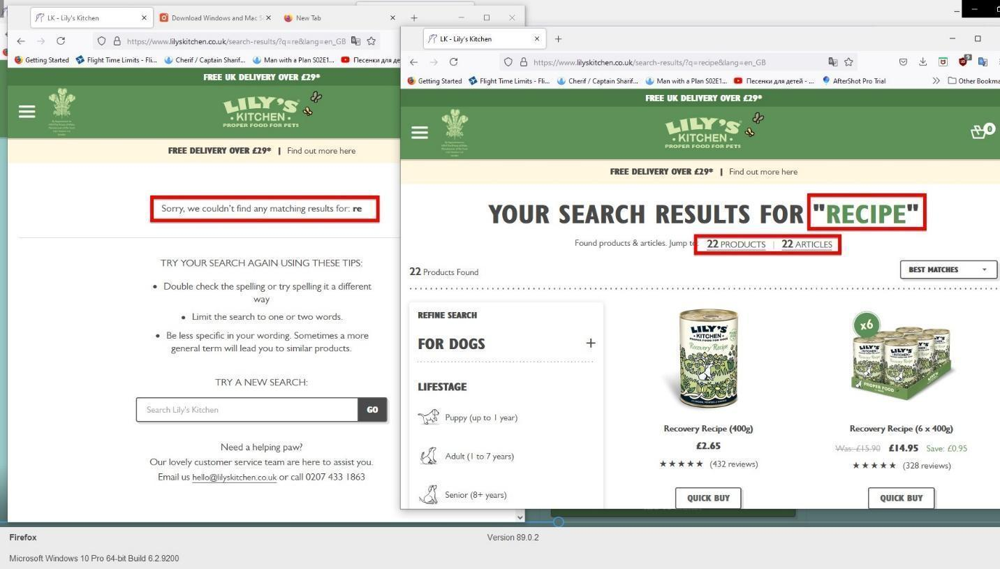 LK - Lily's Kitchen
Download Windows and Mac S
New Tab
https://www.lilyskitchen.co.uk/search-results/?q=re&lang=en_GB
Getting Started
Flight Time Limits - Fli...
Cherif / Captain Sharif...
Man with a Plan S02E1...
Песенки для де
FREE UK DELIVERY OVER £29*
LILY'S
• KITCHEN •
PROPER FOOD FOR PETS
FREE DELIVERY OVER £29* | Find out more here
Sorry, we couldn't find any matching results for: re
TRY YOUR SEARCH AGAIN USING THESE TIPS:
• Double check the spelling or try spelling it a different
way
• Limit the search to one or two words.
• Be less specific in your wording. Sometimes a more
general term will lead you to similar products.
TRY A NEW SEARCH:
Search Lily's Kitchen
GO
Need a helping paw?
Our lovely customer service team are here to assist you.
Email us hello@lilyskitchen.co.uk or call 0207 433 1863
LK - Lily's Kitchen
https://www.lilyskitchen.co.uk/search-results/?q=recipe&lang=en_GB
9
Getting Started
Flight Time Limits - Fli...
Cherif / Captain Sharif...
Man with a Plan S02E1...
Песенки для детей - ...
AfterShot Pro Trial
Other Bookma
FREE UK DELIVERY OVER £29*
LILY'S
• KITCHEN •
PROPER FOOD FOR PETS
0
FREE DELIVERY OVER £29* | Find out more here
YOUR SEARCH RESULTS FOR "RECIPE"
Found products & articles. Jump to: 22 PRODUCTS | 22 ARTICLES
22 Products Found
BEST MATCHES
REFINE SEARCH
FOR DOGS
LIFESTAGE
Puppy (up to 1 year)
Adult (1 to 7 years)
Senior (8+ years)
LILY'S
• KITCHEN •
PROPER FOOD FOR DOGS
Recovery Recipe
Recovery Recipe (400g)
£2.65
★★★★★ (432 reviews)
QUICK BUY
x6
LILY'S
KITCHEN
Recovery Recipe
PROPER FOOD
Recovery Recipe (6 x 400g)
Was: £15.90 £14.95 Save: £0.95
★★★★★ (328 reviews)
QUICK BUY
Firefox
Version 89.0.2
Microsoft Windows 10 Pro 64-bit Build 6.2.9200